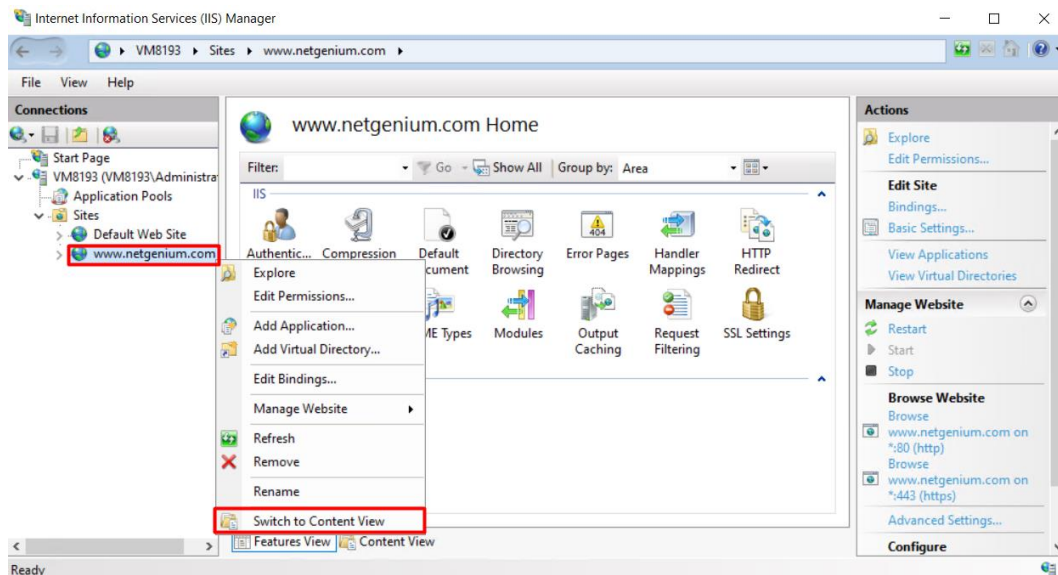 Internet Information Services (IIS) Manager
VM8193 Sites www.netgenium.com
File View Help
Connections
Start Page
VM8193 (VM8193\Administra
Application Pools
Sites
Default Web Site
www.netgenium.com
www.netgenium.com Home
Filter: Go Show All Group by: Area
IIS
Authentic... Compression Default Directory Error Pages Handler HTTP
cument Browsing Mappings Redirect
404
ME Types Modules Output Request SSL Settings
Caching Filtering
Explore
Edit Permissions...
Add Application...
Add Virtual Directory...
Edit Bindings...
Manage Website
Refresh
Remove
Rename
Switch to Content View
Features View Content View
Actions
Explore
Edit Permissions...
Edit Site
Bindings...
Basic Settings...
View Applications
View Virtual Directories
Manage Website
Restart
Start
Stop
Browse Website
Browse
www.netgenium.com on
*:80 (http)
Browse
www.netgenium.com on
*:443 (https)
Advanced Settings...
Configure
Ready